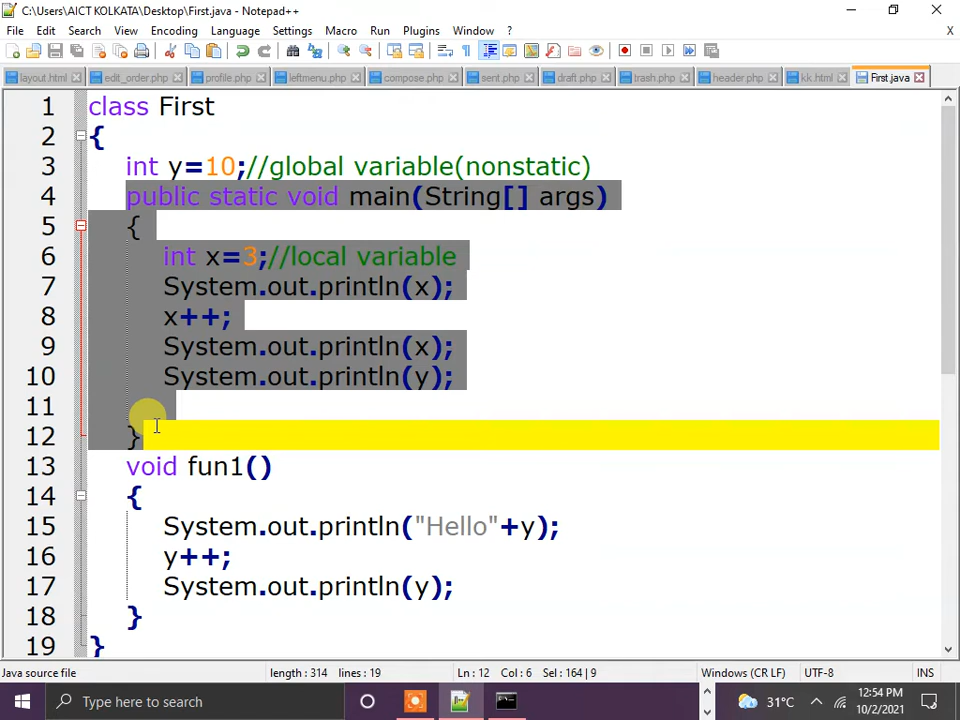 C:\Users\AICT KOLKATA\Desktop\First.java - Notepad++
File Edit Search View Encoding Language Settings Tools Macro Run Plugins Window ? X
layout.html edit_order.php profile.php leftmenu.php compose.php sent.php draft.php trash.php header.php kk.html First.java
1 class First
2 {
3 int y=10;//global variable(nonstatic)
4 public static void main(String[] args)
5 {
6 int x=3;//local variable
7 System.out.println(x);
8 x++;
9 System.out.println(x);
10 System.out.println(y);
11
12 }
13 void fun1()
14 {
15 System.out.println("Hello"+y);
16 y++;
17 System.out.println(y);
18 }
19 }
Java source file length : 314 lines : 19 Ln : 12 Col : 6 Sel : 164 | 9 Windows (CR LF) UTF-8 INS
Type here to search 31°C 12:54 PM
10/2/2021